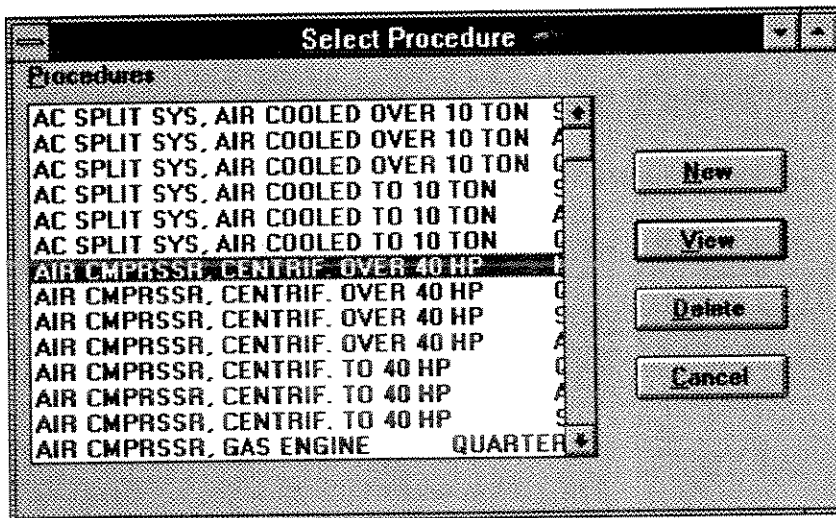 Select Procedure
Procedures
AC SPLIT SYS, AIR COOLED OVER 10 TON S
AC SPLIT SYS, AIR COOLED OVER 10 TON A
AC SPLIT SYS, AIR COOLED OVER 10 TON Q
AC SPLIT SYS, AIR COOLED TO 10 TON S
AC SPLIT SYS, AIR COOLED TO 10 TON A
AC SPLIT SYS, AIR COOLED TO 10 TON Q
AIR CMPRSSR, CENTRIF. OVER 40 HP
AIR CMPRSSR, CENTRIF. OVER 40 HP Q
AIR CMPRSSR, CENTRIF. OVER 40 HP S
AIR CMPRSSR, CENTRIF. OVER 40 HP A
AIR CMPRSSR, CENTRIF. TO 40 HP Q
AIR CMPRSSR, CENTRIF. TO 40 HP A
AIR CMPRSSR, CENTRIF. TO 40 HP S
AIR CMPRSSR, GAS ENGINE QUARTER
New
View
Delete
Cancel